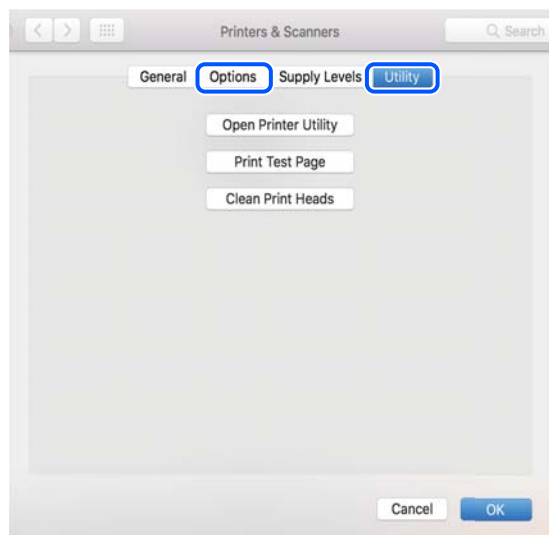 Printers & Scanners
Search
General Options Supply Levels Utility
Open Printer Utility
Print Test Page
Clean Print Heads
Cancel OK